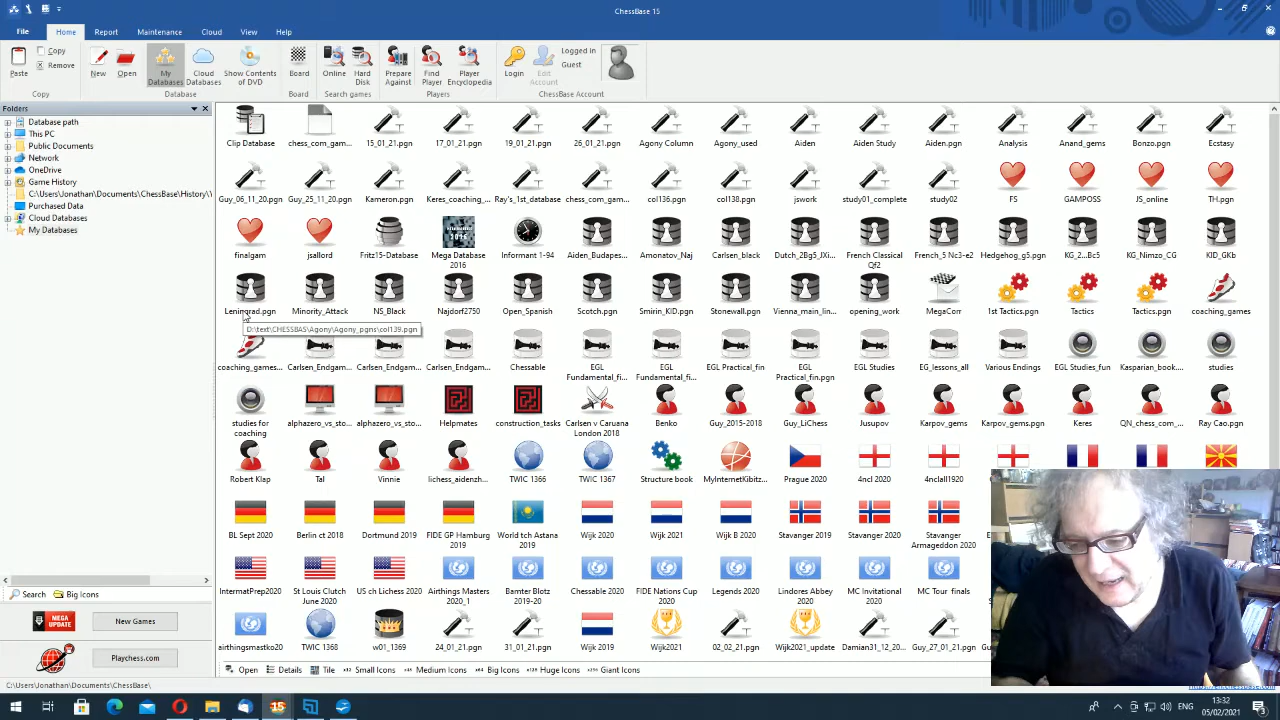 ChessBase 15
File Home Report Maintenance Cloud View Help
Paste Copy Remove New Open My Databases Cloud Databases Show Contents of DVD Board Online Hard Disk Prepare Against Find Player Player Encyclopedia Login Edit Account Logged in Guest
Copy Database Board Search games Players ChessBase Account
Folders
Database path
This PC
Public Documents
Network
OneDrive
Game History
C:\Users\Jonathan\Documents\ChessBase\History\
Purchased Data
Cloud Databases
My Databases
Clip Database chess_com_gam... 15_01_21.pgn 17_01_21.pgn 19_01_21.pgn 26_01_21.pgn Agony Column Agony_used Aiden Aiden Study Aiden.pgn Analysis Anand_gems Bonzo.pgn Ecstasy
Guy_06_11_20.pgn Guy_25_11_20.pgn Kameron.pgn Keres_coaching_... Ray's_1st_database chess_com_gam... col136.pgn col138.pgn jswork study01_complete study02 FS GAMPOSS JS_online TH.pgn
finalgam jsallord Fritz15-Database Mega Database 2016 Informant 1-94 Aiden_Budapes... Amonatov_Naj Carlsen_black Dutch_2Bg5_JXi... French Classical Qf2 French_5 Nc3-e2 Hedgehog_g5.pgn KG_2...Bc5 KG_Nimzo_CG KID_GKb
Leningrad.pgn Minority_Attack NS_Black Najdorf2750 Open_Spanish Scotch.pgn Smirin_KID.pgn Stonewall.pgn Vienna_main_lin... opening_work MegaCorr 1st Tactics.pgn Tactics Tactics.pgn coaching_games
D:\text\CHESSBAS\Agony\Agony_pgns\col139.pgn
coaching_games... Carlsen_Endgam... Carlsen_Endgam... Carlsen_Endgam... Chessable EGL Fundamental_fi... EGL Fundamental_fi... EGL Practical_fin EGL Practical_fin.pgn EGL Studies EG_lessons_all Various Endings EGL Studies_fun Kasparian_book.... studies
studies for coaching alphazero_vs_sto... alphazero_vs_sto... Helpmates construction_tasks Carlsen v Caruana London 2018 Benko Guy_2015-2018 Guy_LiChess Jusupov Karpov_gems Karpov_gems.pgn Keres QN_chess_com_... Ray Cao.pgn
Robert Klap Tal Vinnie lichess_aidenzh... TWIC 1366 TWIC 1367 Structure book MyInternetKibitz... Prague 2020 4ncl 2020 4nclall1920
BL Sept 2020 Berlin ct 2018 Dortmund 2019 FIDE GP Hamburg 2019 World tch Astana 2019 Wijk 2020 Wijk 2020 Wijk B 2020 Stavanger 2019 Stavanger 2020 Stavanger Armageddon 2020
IntermatPrep2020 St Louis Clutch June 2020 US ch Lichess 2020 Airthings Masters 2020_1 Banter Blotz 2019-20 Chessable 2020 FIDE Nations Cup 2020 Legends 2020 Lindores Abbey 2020 MC Invitational 2020 MC Tour finals
airthingsmastko20 TWIC 1368 w01_1369 24_01_21.pgn 31_01_21.pgn Wijk 2019 Wijk2021 02_02_21.pgn Wijk2021_update Damian31_12_20... Guy_27_01_21.pgn
Search Big Icons
MEGA UPDATE New Games
Playchess.com
Open Details Tile Small Icons Medium Icons Big Icons Huge Icons Giant Icons
C:\Users\Jonathan\Documents\ChessBase\
ENG 13:32
05/02/2021